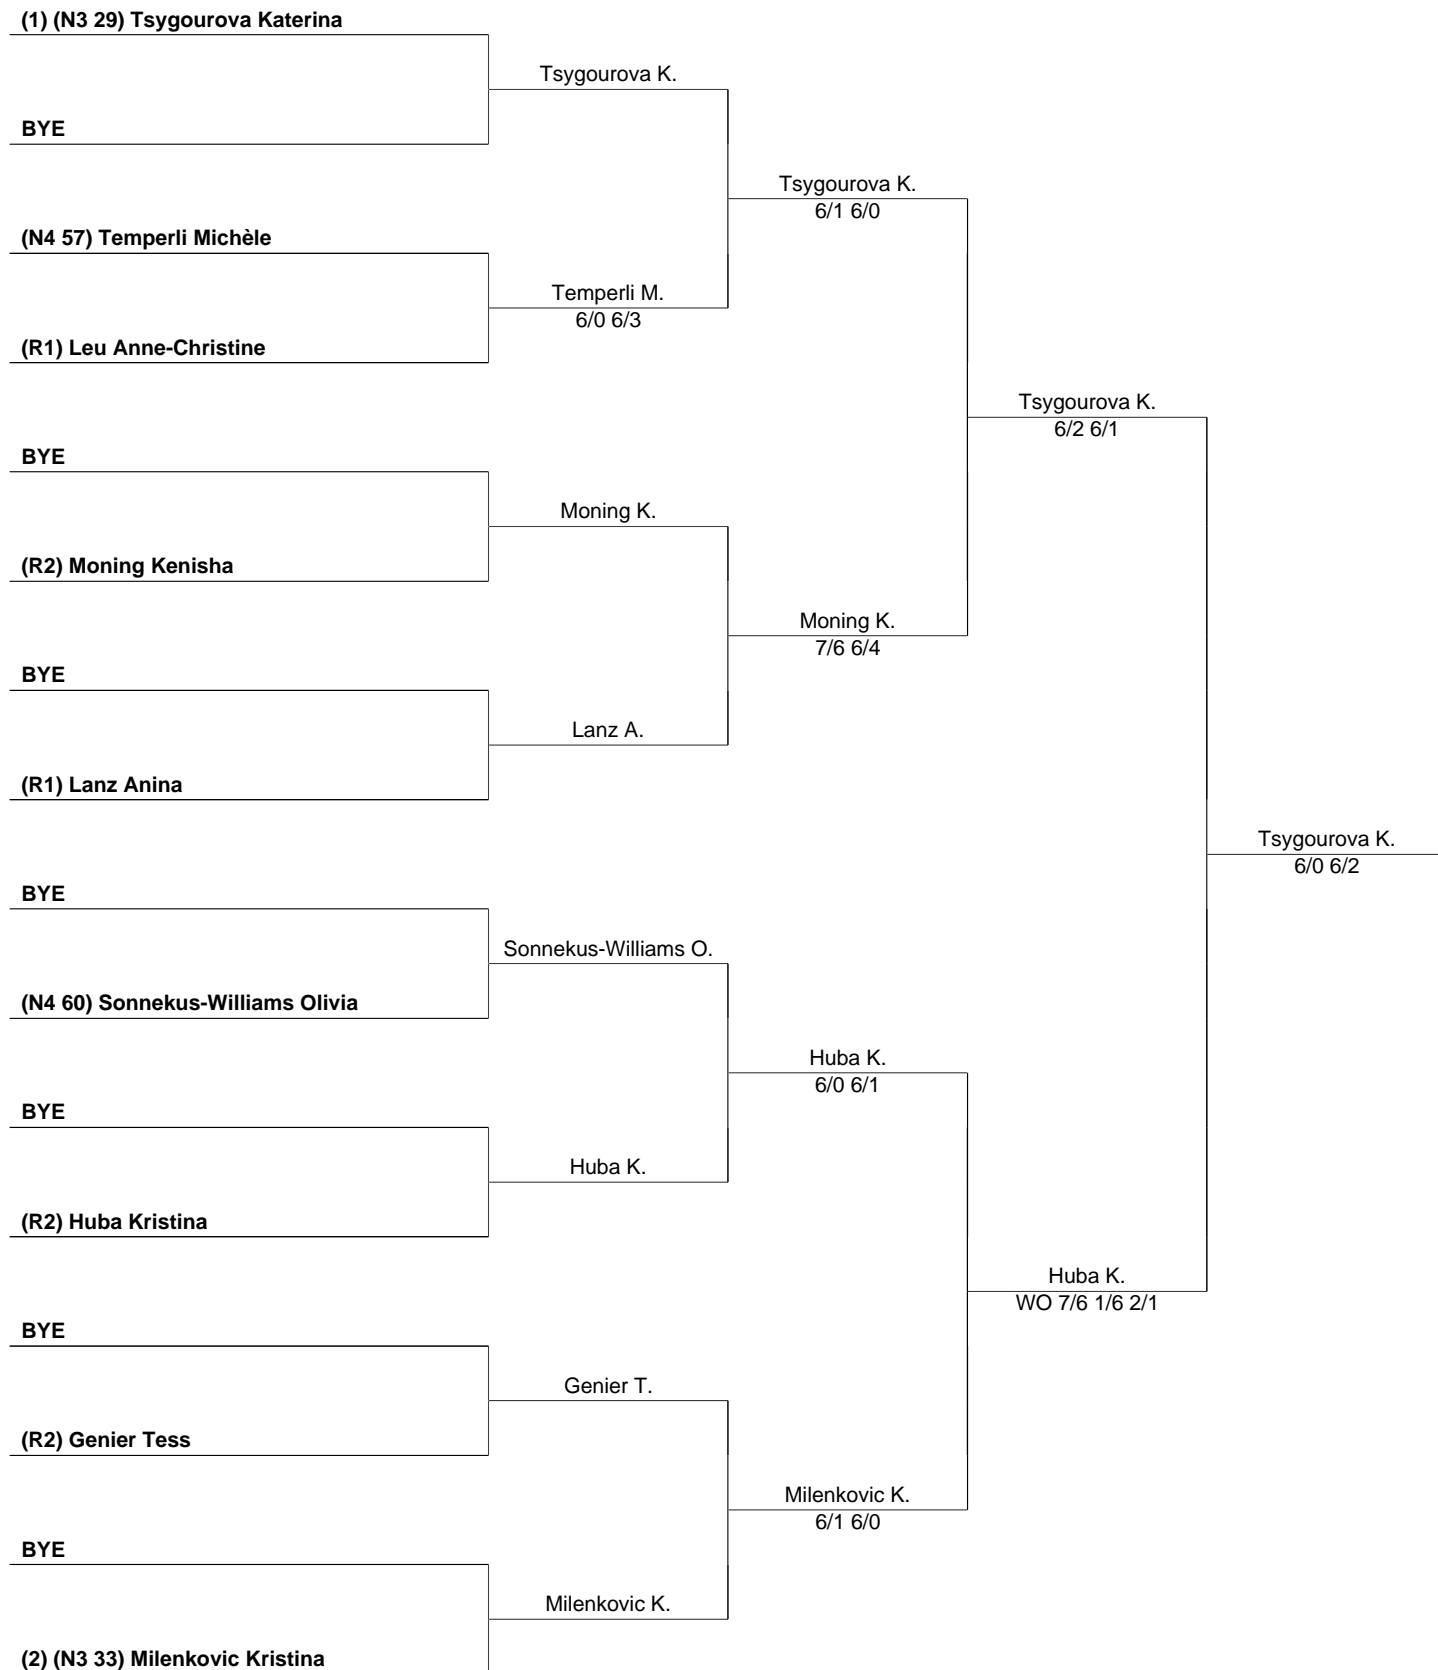 (1) (N3 29) Tsygourova Katerina
Tsygourova K.
BYE
Tsygourova K.
6/1 6/0
(N4 57) Temperli Michèle
Temperli M.
6/0 6/3
(R1) Leu Anne-Christine
Tsygourova K.
6/2 6/1
BYE
Moning K.
(R2) Moning Kenisha
Moning K.
7/6 6/4
BYE
Lanz A.
(R1) Lanz Anina
Tsygourova K.
6/0 6/2
BYE
Sonnekus-Williams O.
(N4 60) Sonnekus-Williams Olivia
Huba K.
6/0 6/1
BYE
Huba K.
(R2) Huba Kristina
Huba K.
WO 7/6 1/6 2/1
BYE
Genier T.
(R2) Genier Tess
Milenkovic K.
6/1 6/0
BYE
Milenkovic K.
(2) (N3 33) Milenkovic Kristina